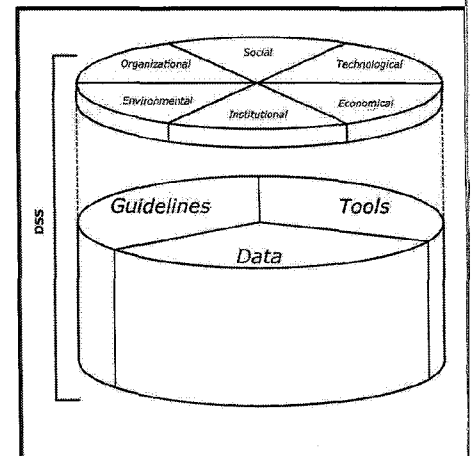 Social
Organizational
Technological
Environmental
Economical
Institutional
DSS
Guidelines
Tools
Data